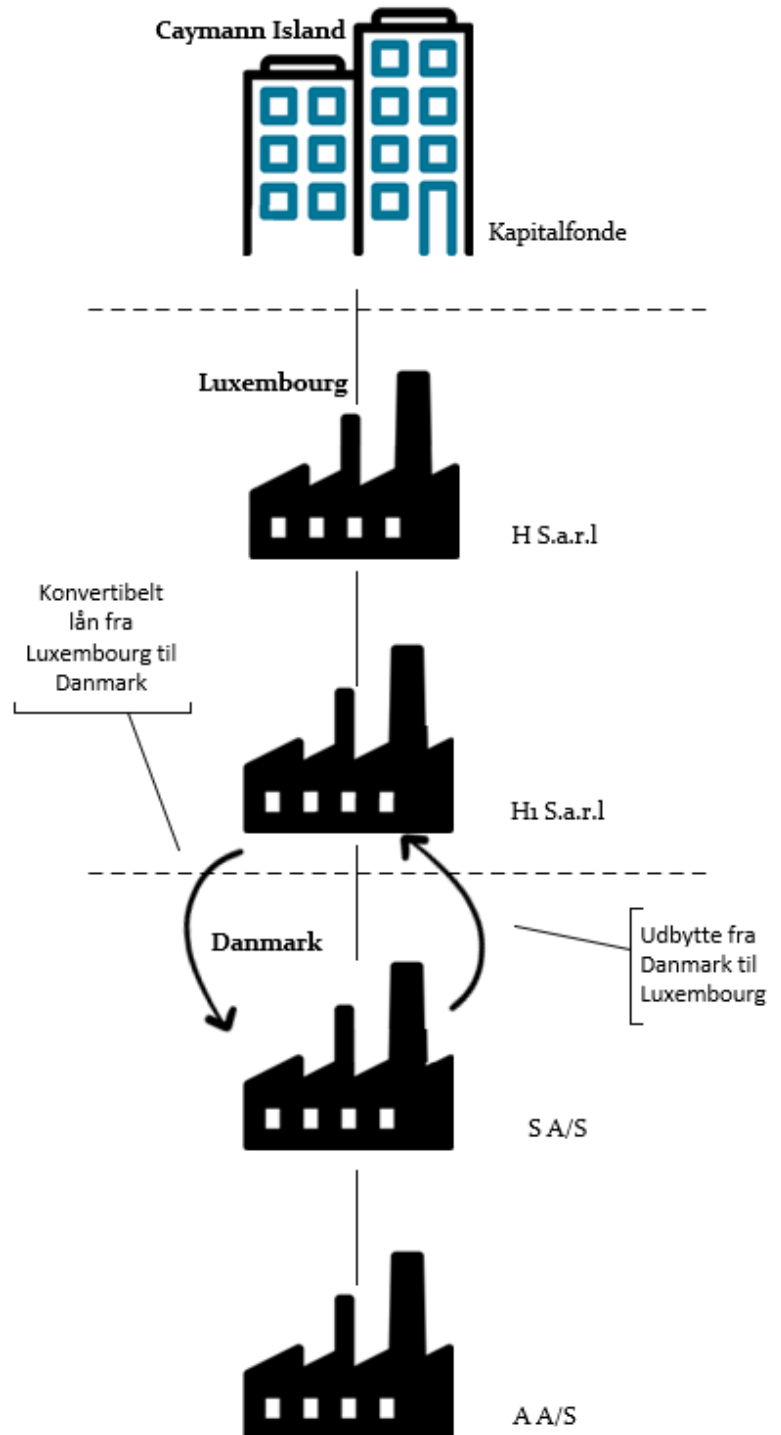 Caymann Island
Kapitalfonde
Luxembourg
H S.a.r.l
Konvertibelt
lån fra
Luxembourg til
Danmark
H1 S.a.r.l
Danmark
Udbytte fra
Danmark til
Luxembourg
S A/S
A A/S